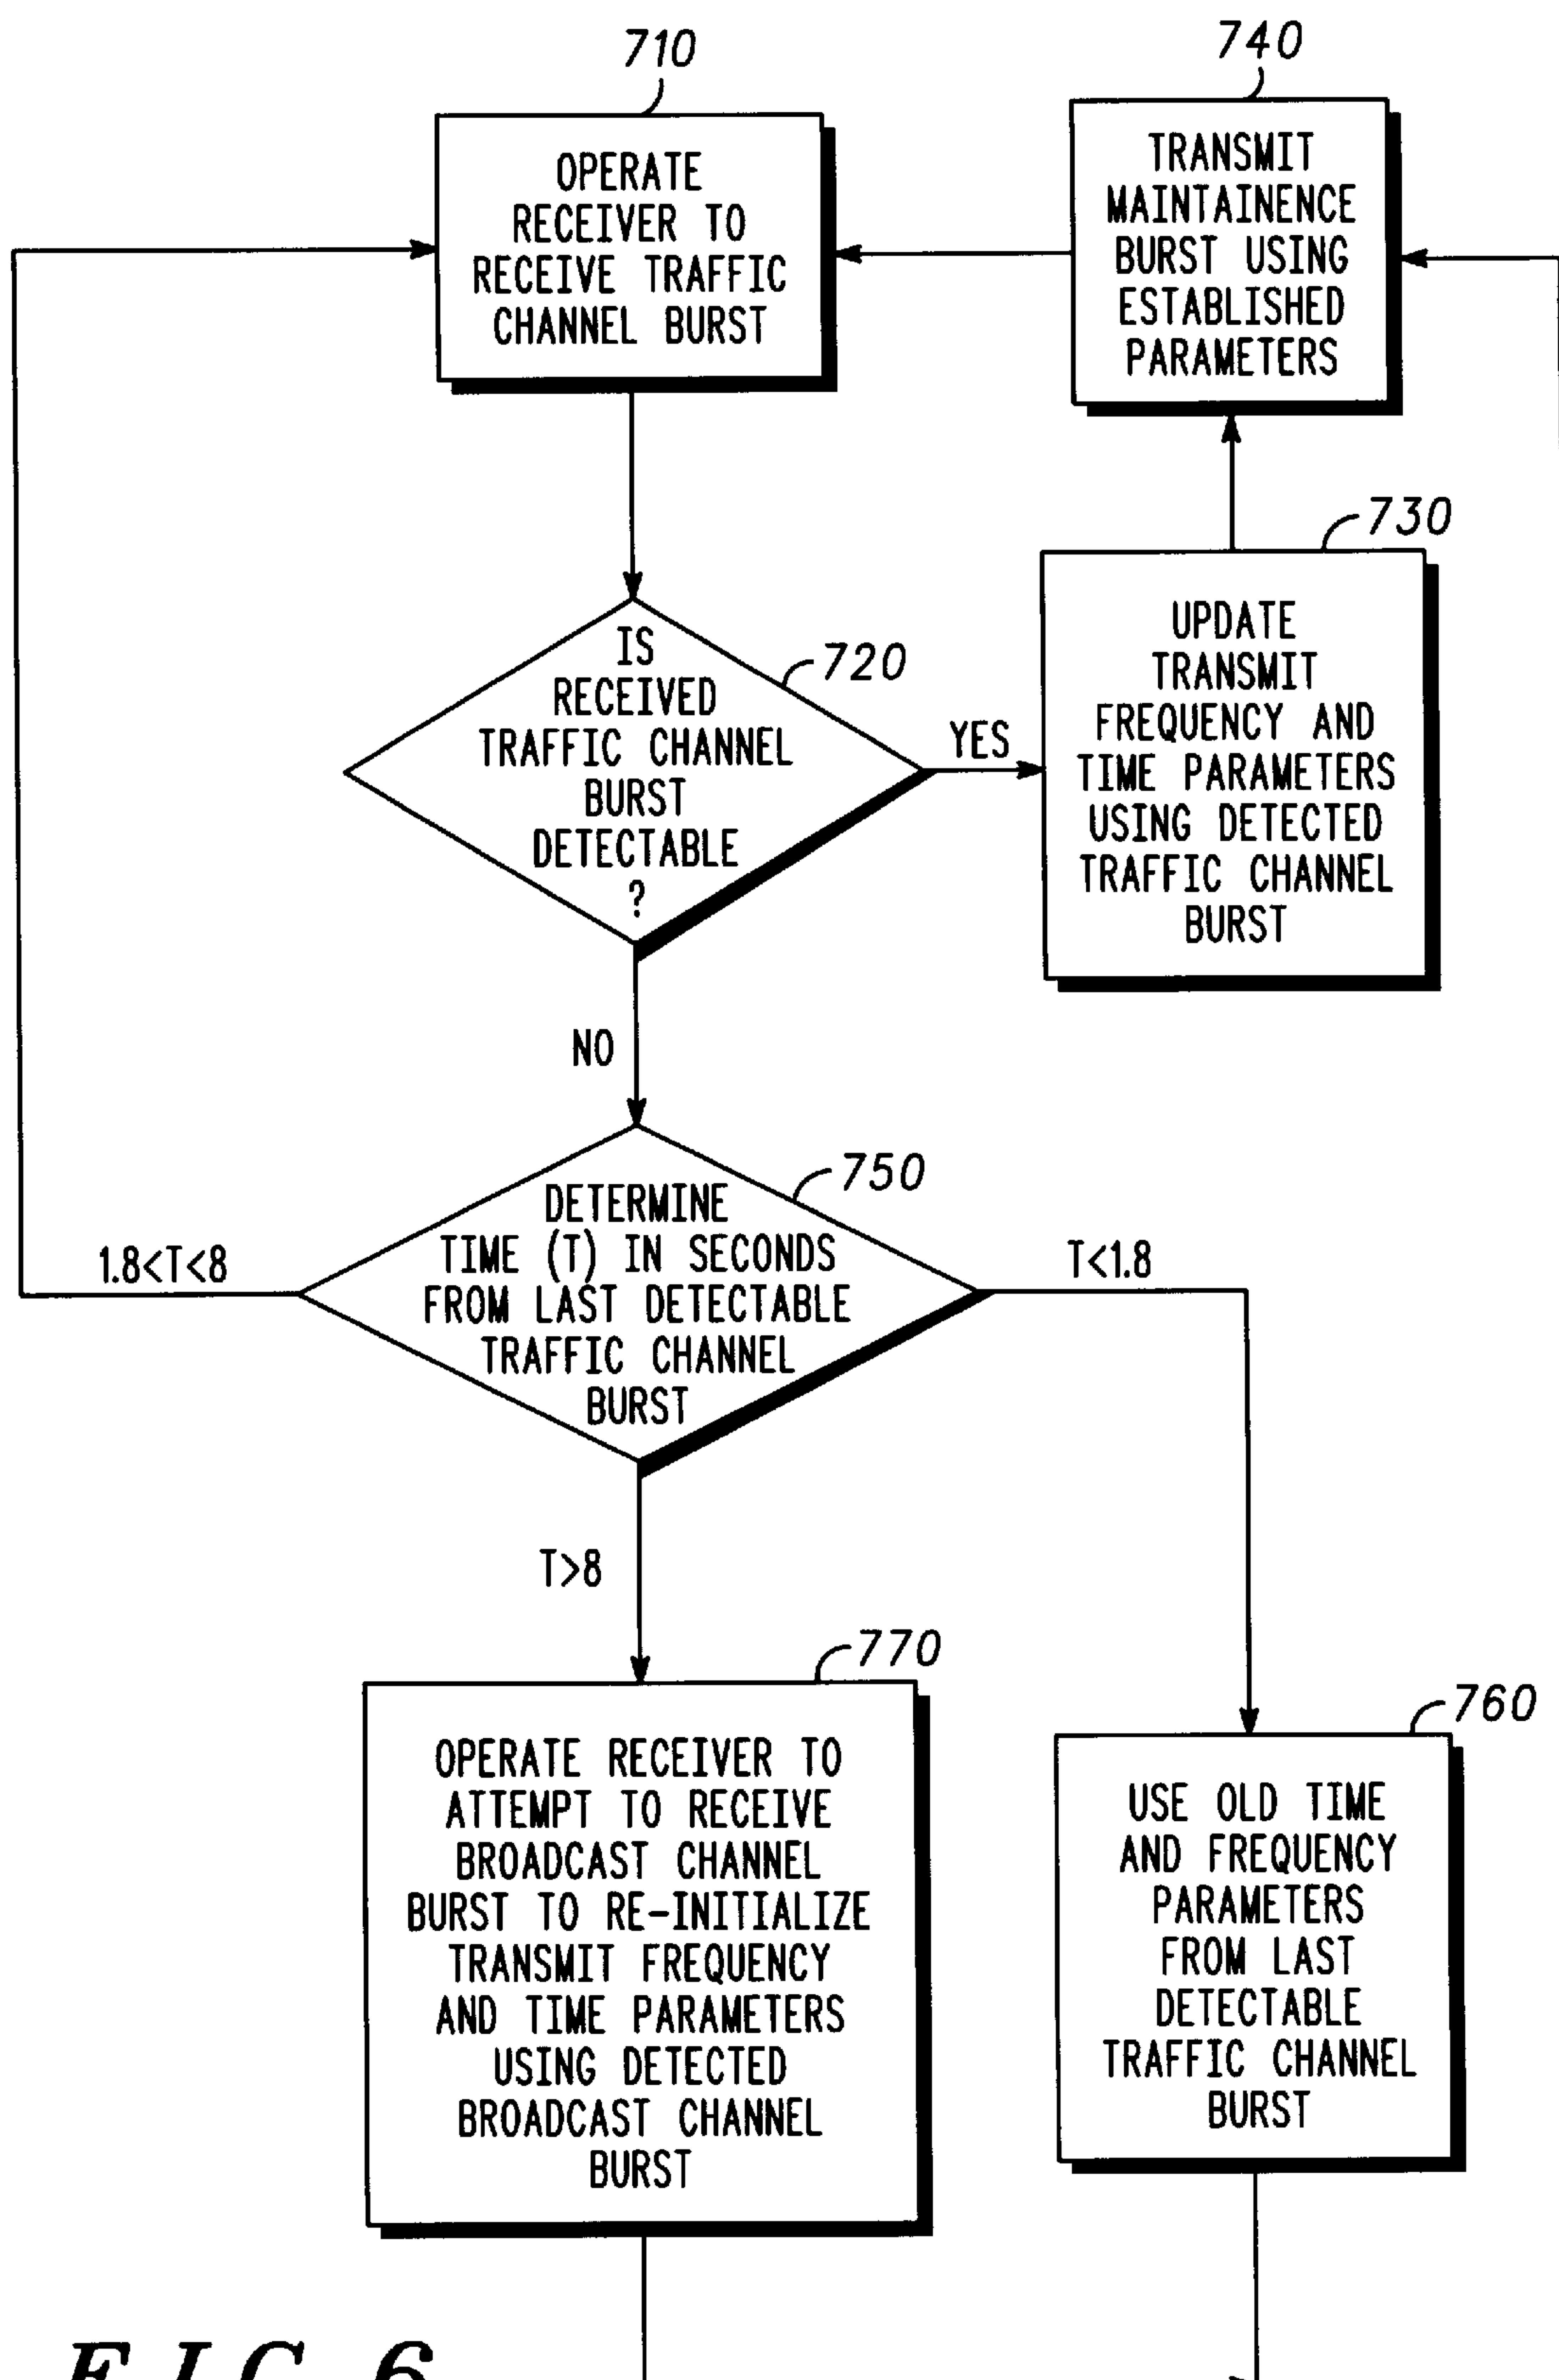 710
OPERATE
RECEIVER TO
RECEIVE TRAFFIC
CHANNEL BURST
740
TRANSMIT
MAINTAINENCE
BURST USING
ESTABLISHED
PARAMETERS
720
IS
RECEIVED
TRAFFIC CHANNEL
BURST
DETECTABLE
?
YES
730
UPDATE
TRANSMIT
FREQUENCY AND
TIME PARAMETERS
USING DETECTED
TRAFFIC CHANNEL
BURST
NO
750
DETERMINE
TIME (T) IN SECONDS
FROM LAST DETECTABLE
TRAFFIC CHANNEL
BURST
1.8<T<8
T<1.8
T>8
770
OPERATE RECEIVER TO
ATTEMPT TO RECEIVE
BROADCAST CHANNEL
BURST TO RE-INITIALIZE
TRANSMIT FREQUENCY
AND TIME PARAMETERS
USING DETECTED
BROADCAST CHANNEL
BURST
760
USE OLD TIME
AND FREQUENCY
PARAMETERS
FROM LAST
DETECTABLE
TRAFFIC CHANNEL
BURST
FIG. 6